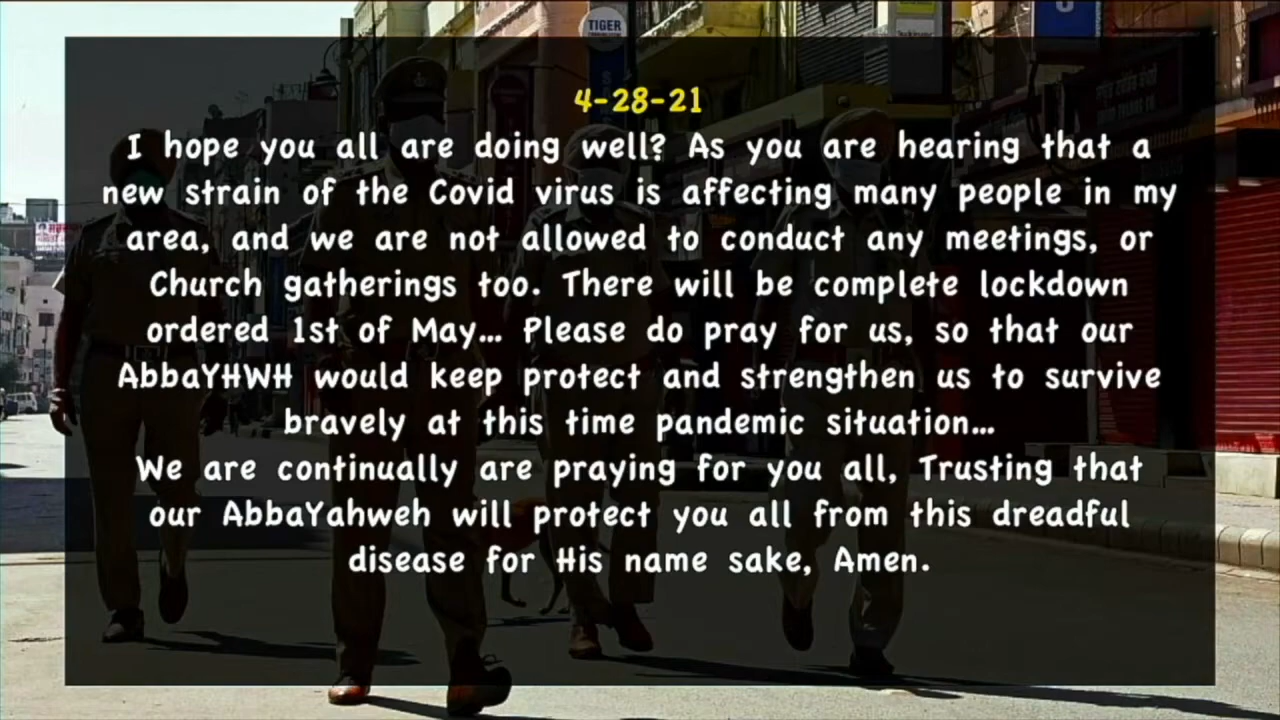 TIGER
4-28-21
I hope you all are doing well? As you are hearing that a
new strain of the Covid virus is affecting many people in my
area, and we are not allowed to conduct any meetings, or
Church gatherings too. There will be complete lockdown
ordered 1st of May... Please do pray for us, so that our
AbbaYHWH would keep protect and strengthen us to survive
bravely at this time pandemic situation...
We are continually are praying for you all, Trusting that
our AbbaYahweh will protect you all from this dreadful
disease for His name sake, Amen.